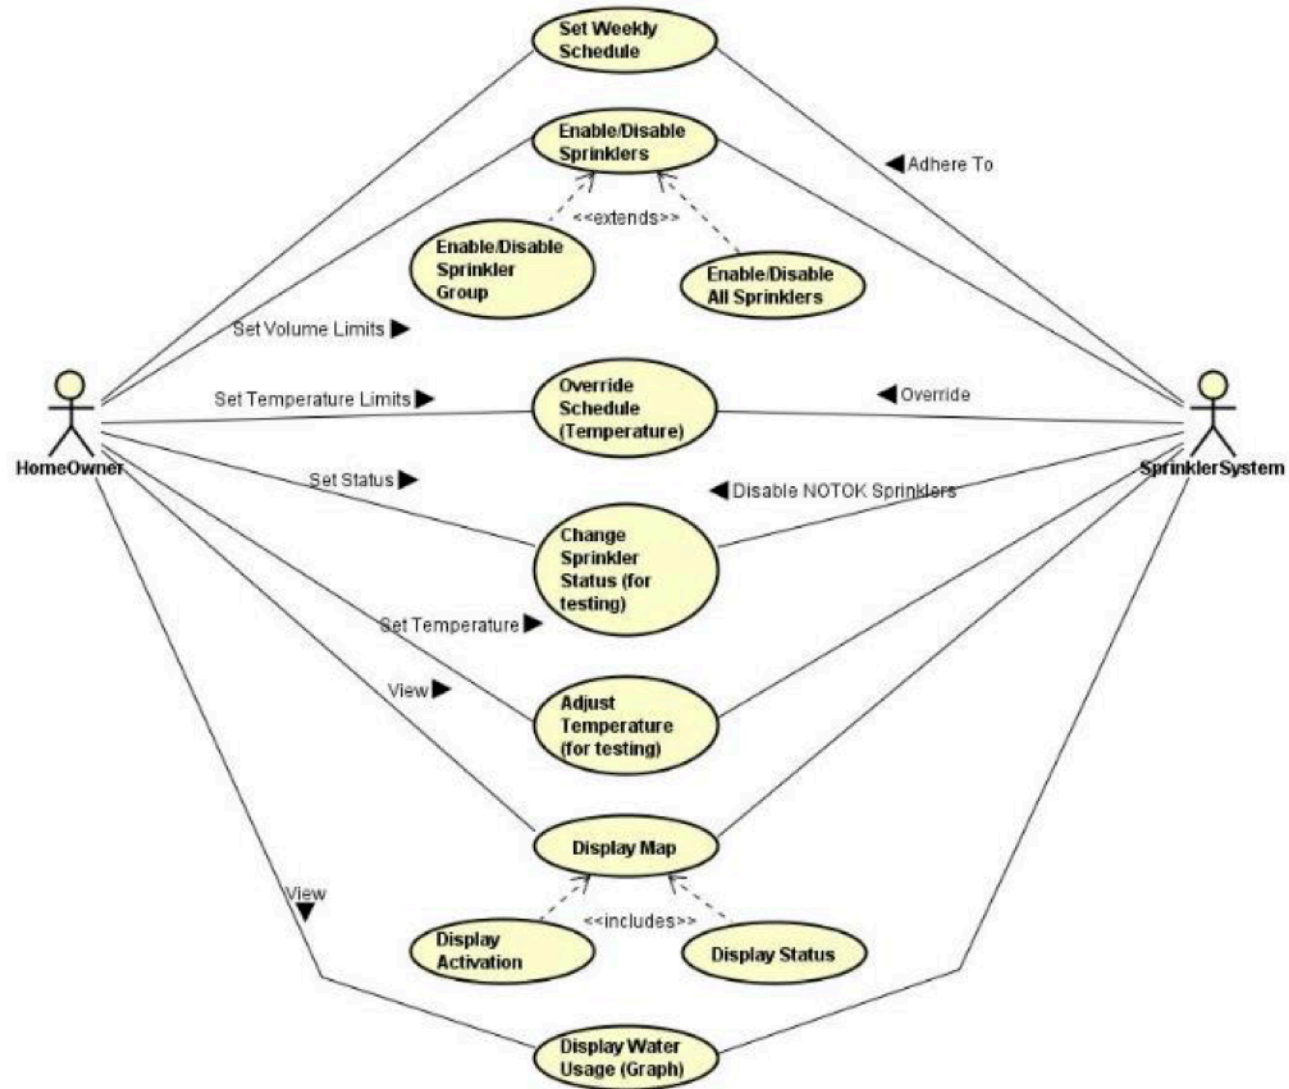 Set Weekly
Schedule
Enable/Disable
Sprinklers
◀ Adhere To
<<extends>>
Enable/Disable
Sprinkler
Group
Enable/Disable
All Sprinklers
Set Volume Limits ▶
Set Temperature Limits ▶
Override
Schedule
(Temperature)
◀ Override
HomeOwner
SprinklerSystem
Set Status ▶
◀ Disable NOTOK Sprinklers
Change
Sprinkler
Status (for
testing)
Set Temperature ▶
View ▶
Adjust
Temperature
(for testing)
Display Map
View
▼
<<includes>>
Display
Activation
Display Status
Display Water
Usage (Graph)